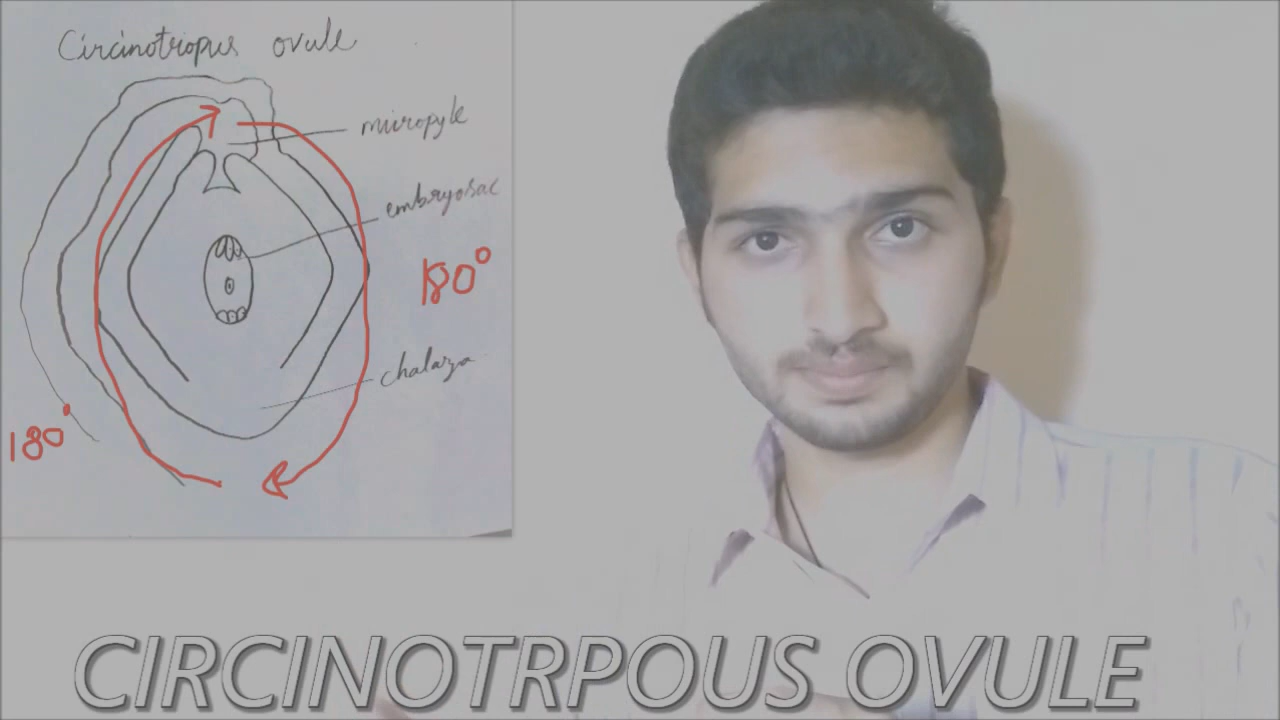 Circinotropus ovule
micropyle
embryosac
180°
chalaza
180°
CIRCINOTRPOUS OVULE